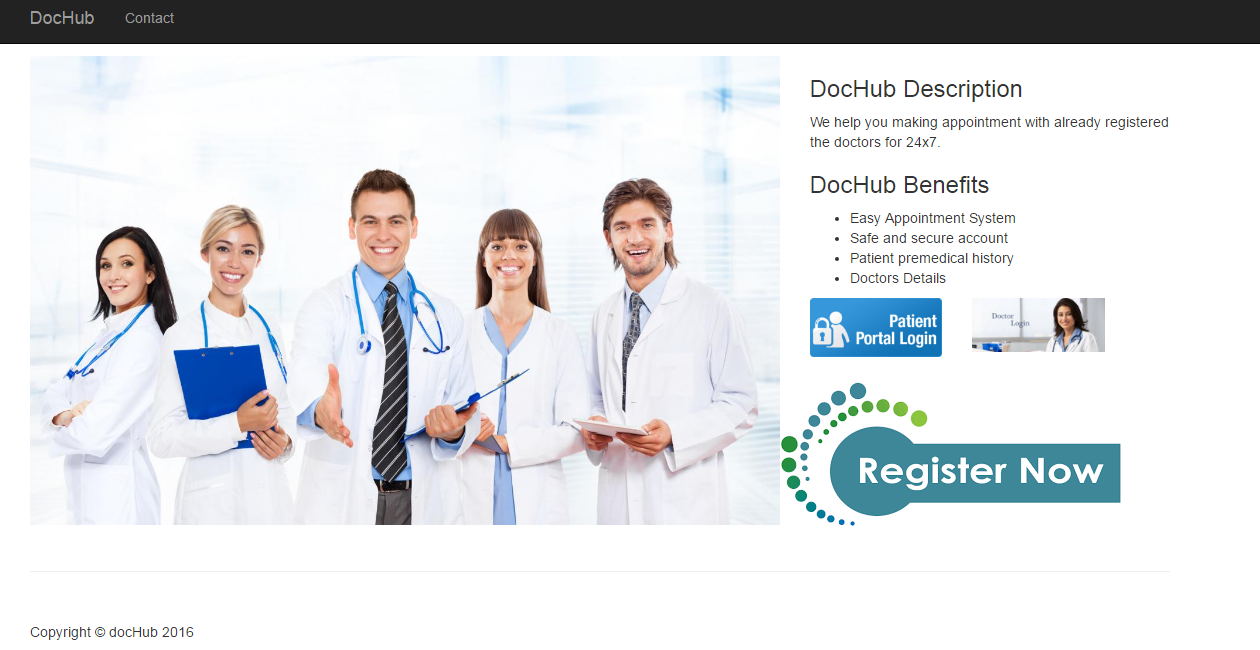 DocHub Contact
DocHub Description
We help you making appointment with already registered
the doctors for 24x7.
DocHub Benefits
Easy Appointment System
Safe and secure account
Patient premedical history
Doctors Details
Patient
Portal Login
Doctor
Login
Register Now
Copyright © docHub 2016